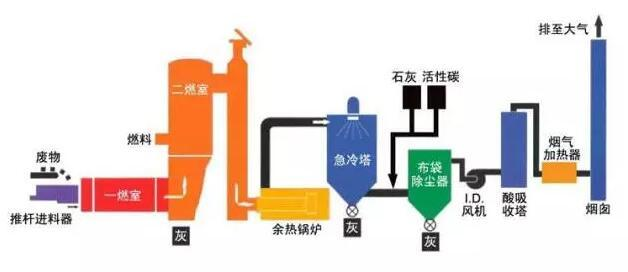 排至大气
石灰
活性碳
二燃室
燃料
急冷塔
烟气
加热器
废物
布袋
除尘器
一燃室
I.D.
风机
酸吸
收塔
推杆进料器
余热锅炉
烟囱
灰
灰
灰